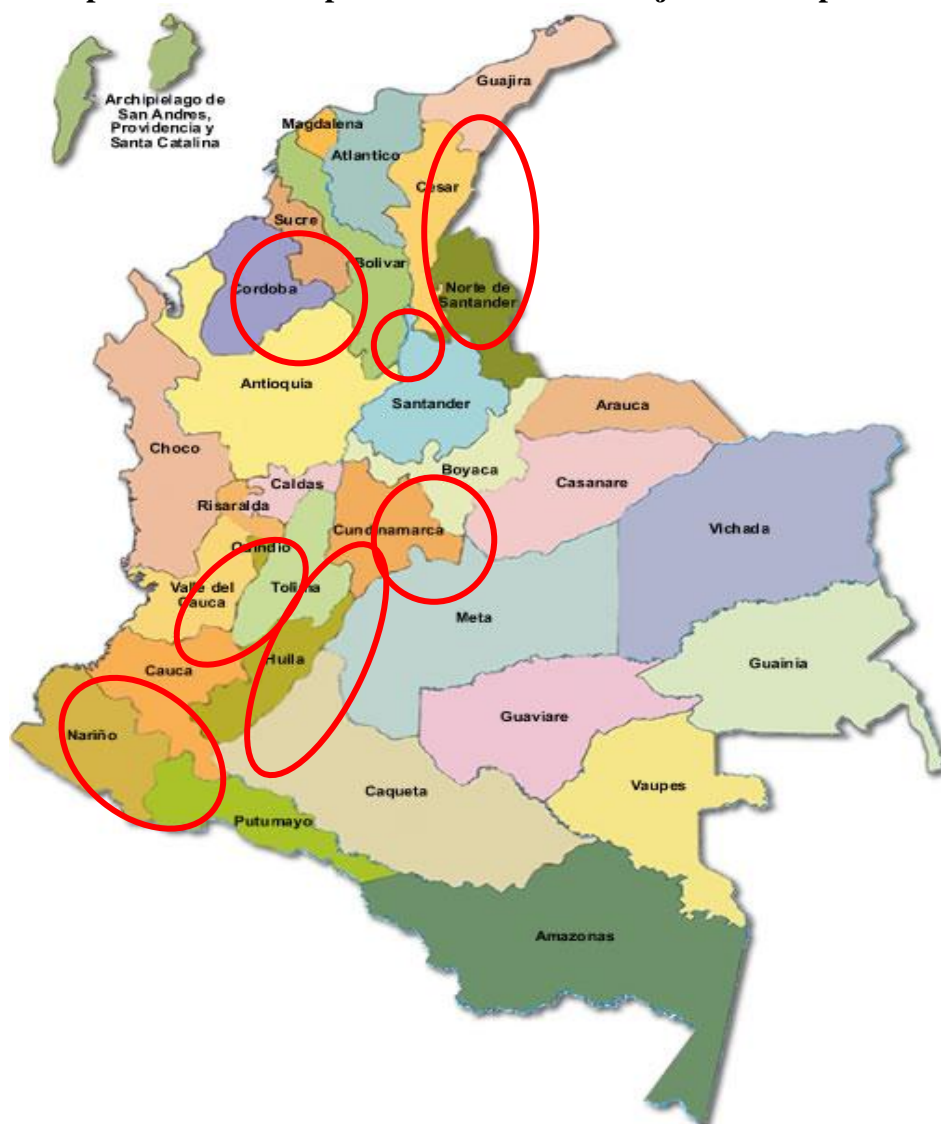 Guajira
Archipielago de
San Andres,
Providencia y
Santa Catalina
Magdalena
Atlantico
Cesar
Sucre
Bolivar
Cordoba
Norte de
Santander
Antioquia
Santander
Arauca
Choco
Boyaca
Caldas
Casanare
Risaralda
Cundinamarca
Vichada
Quindio
Valle del
Cauca
Tolima
Meta
Huila
Cauca
Guainia
Guaviare
Nariño
Vaupes
Caqueta
Putumayo
Amazonas